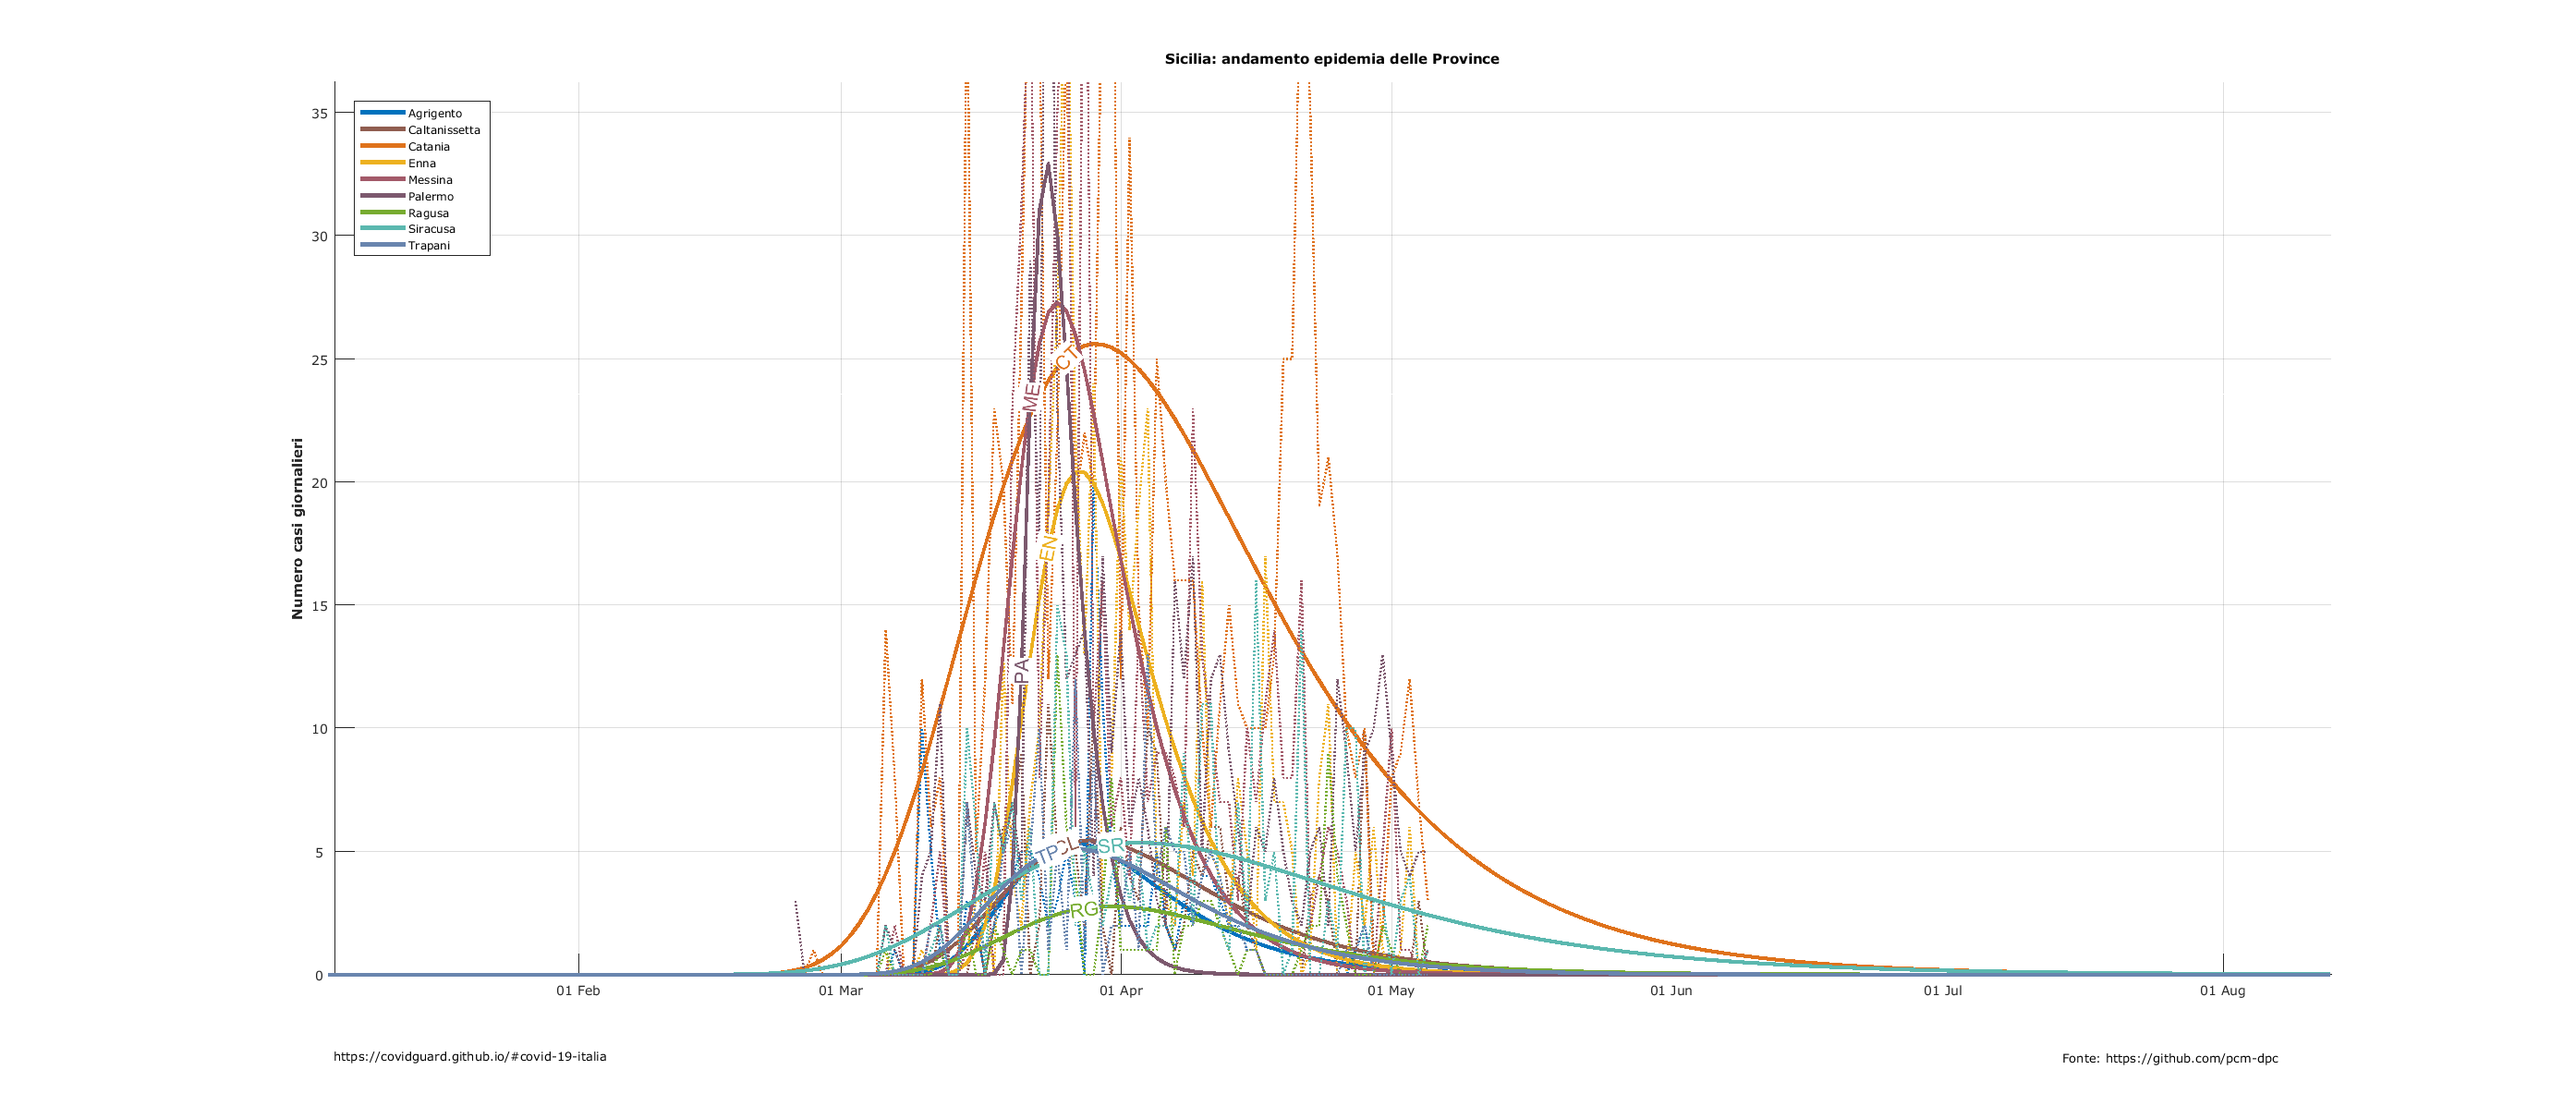 Sicilia: andamento epidemia delle Province
35
30
25
20
15
10
5
0
Numero casi giornalieri
Agrigento
Caltanissetta
Catania
Enna
Messina
Palermo
Ragusa
Siracusa
Trapani
CT
ME
EN
PA
TP
CL
SR
RG
01 Feb
01 Mar
01 Apr
01 May
01 Jun
01 Jul
01 Aug
https://covidguard.github.io/#covid-19-italia
Fonte: https://github.com/pcm-dpc